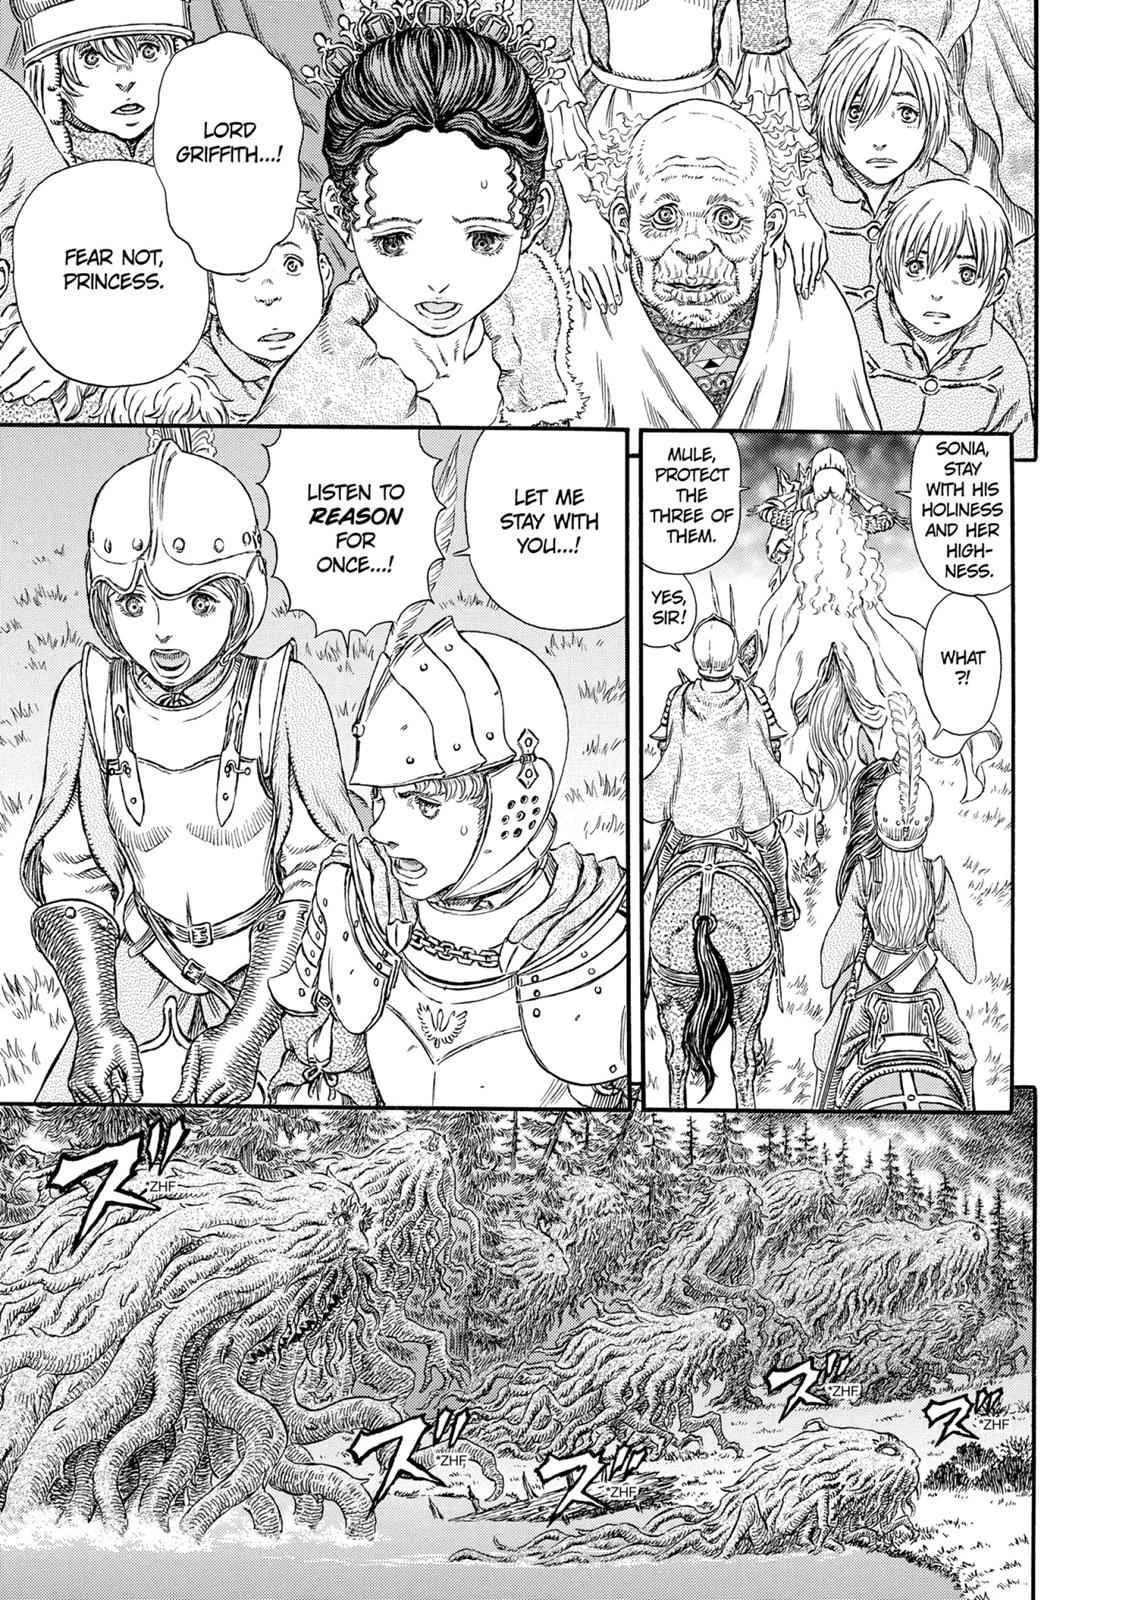 LORD
GRIFFITH...!
FEAR NOT,
PRINCESS.
SONIA,
STAY
WITH HIS
HOLINESS
AND HER
HIGH-
NESS.
MULE,
PROTECT
THE
THREE OF
THEM.
WHAT
?!
YES,
SIR!
LET ME
STAY WITH
YOU...!
LISTEN TO
REASON
FOR
ONCE...!
ズ
*ZHF
ズ
*ZHF
ズ
*ZHF
ズ
*ZHF
ズ
*ZHF